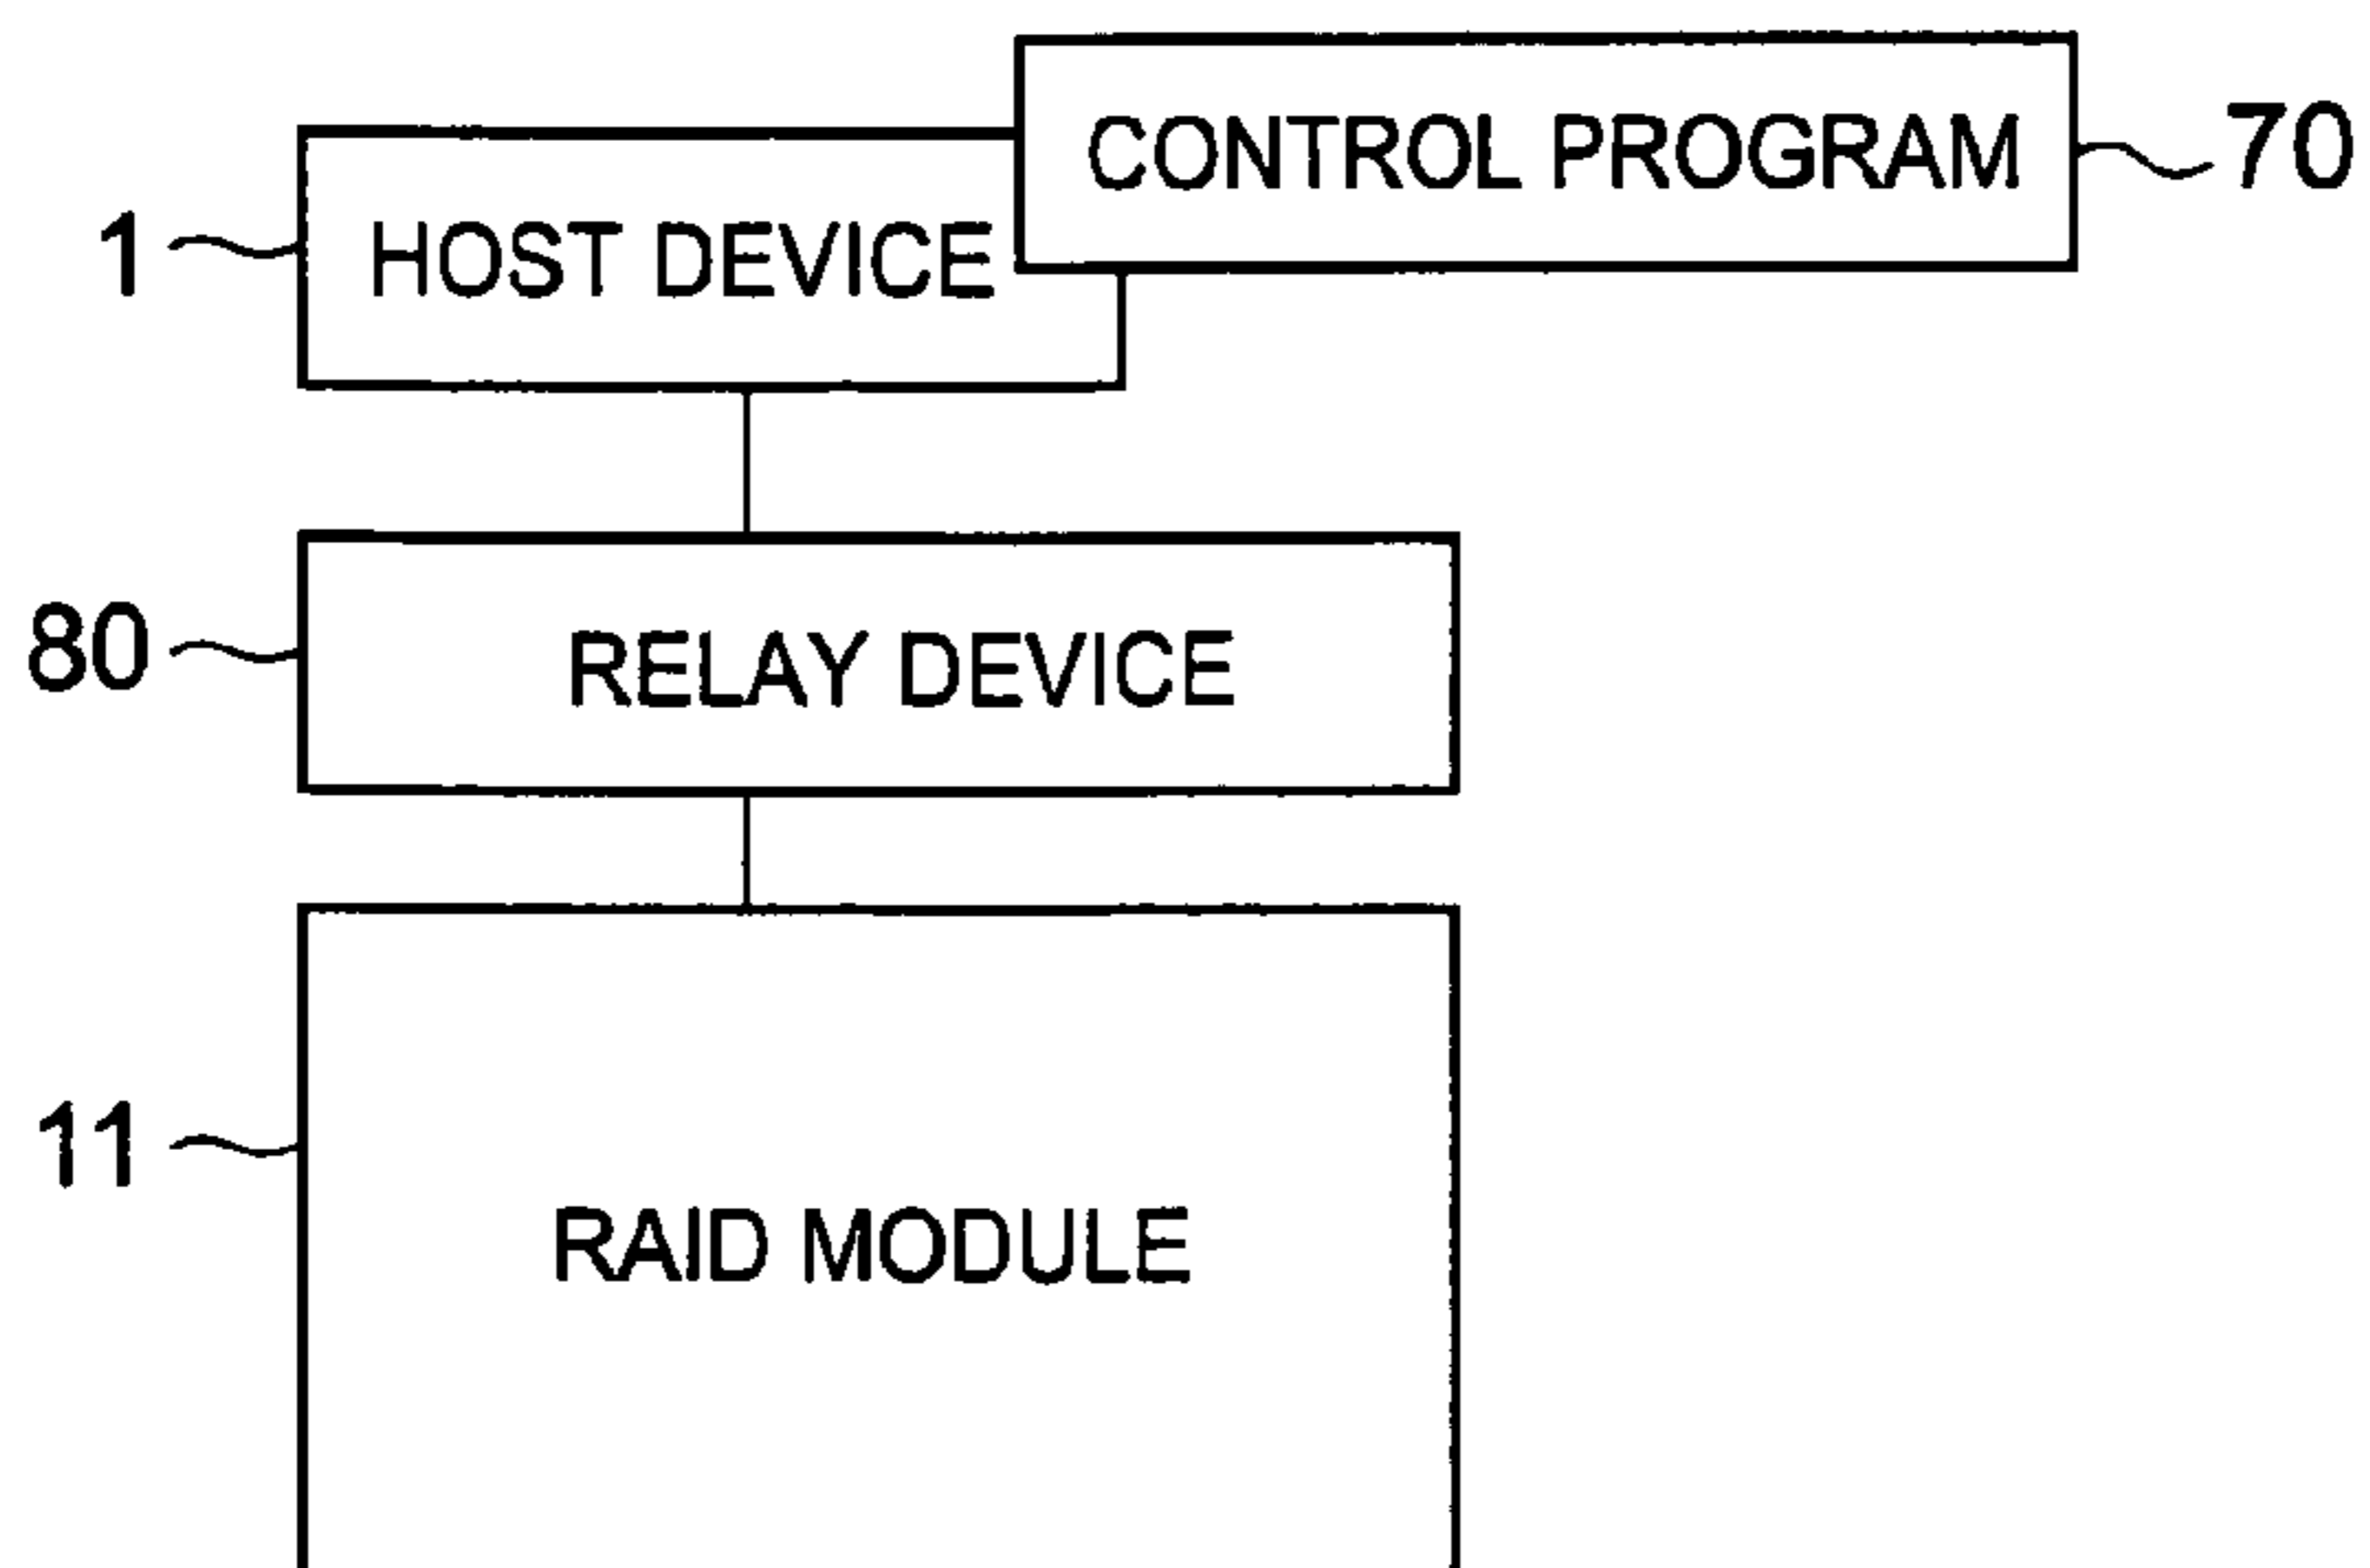 CONTROL PROGRAM
70
1
HOST DEVICE
80
RELAY DEVICE
11
RAID MODULE